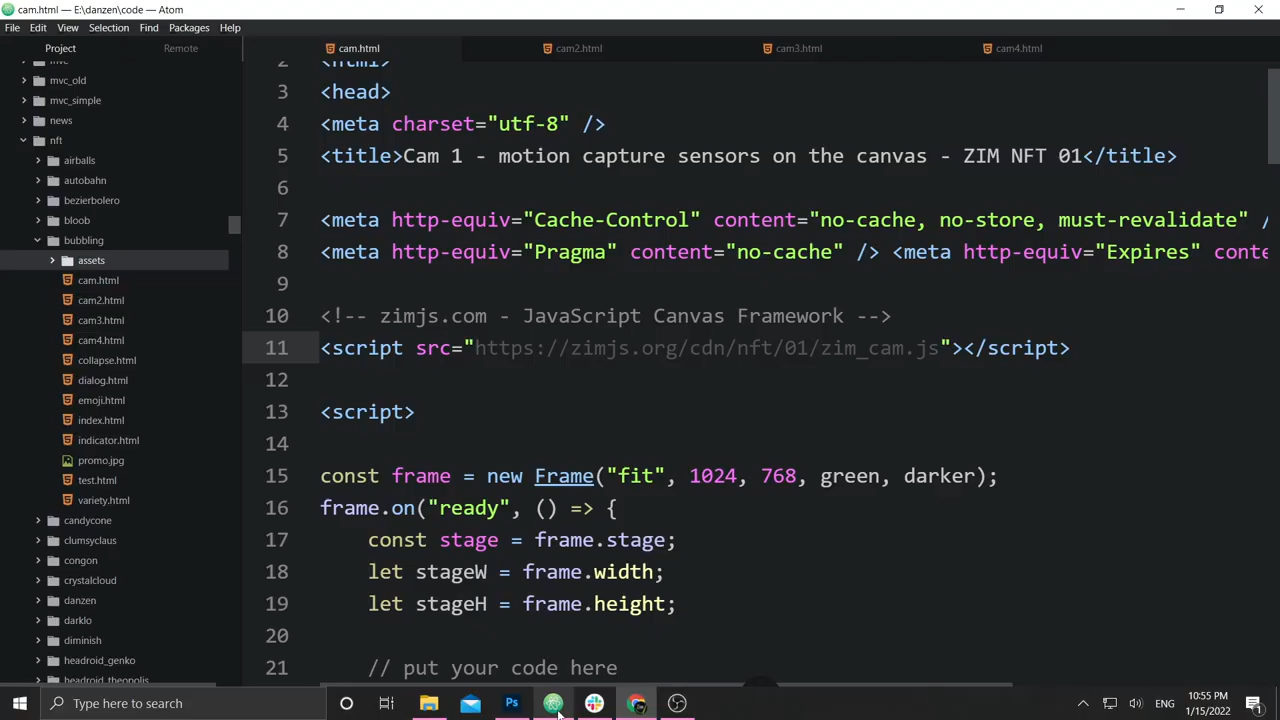 cam.html — E:\danzen\code — Atom
File Edit View Selection Find Packages Help
Project Remote
cam.html cam2.html cam3.html cam4.html
mvc
mvc_old
mvc_simple
news
nft
airballs
autobahn
bezierbolero
bloob
bubbling
assets
cam.html
cam2.html
cam3.html
cam4.html
collapse.html
dialog.html
emoji.html
index.html
indicator.html
promo.jpg
test.html
variety.html
candycone
clumsyclaus
congon
crystalcloud
danzen
darklo
diminish
headroid_genko
headroid_theopolis
2 <html>
3 <head>
4 <meta charset="utf-8" />
5 <title>Cam 1 - motion capture sensors on the canvas - ZIM NFT 01</title>
6
7 <meta http-equiv="Cache-Control" content="no-cache, no-store, must-revalidate" /
8 <meta http-equiv="Pragma" content="no-cache" /> <meta http-equiv="Expires" conte
9
10 <!-- zimjs.com - JavaScript Canvas Framework -->
11 <script src="https://zimjs.org/cdn/nft/01/zim_cam.js"></script>
12
13 <script>
14
15 const frame = new Frame("fit", 1024, 768, green, darker);
16 frame.on("ready", () => {
17 const stage = frame.stage;
18 let stageW = frame.width;
19 let stageH = frame.height;
20
21 // put your code here
Type here to search
Ps
ENG
10:55 PM
1/15/2022
1